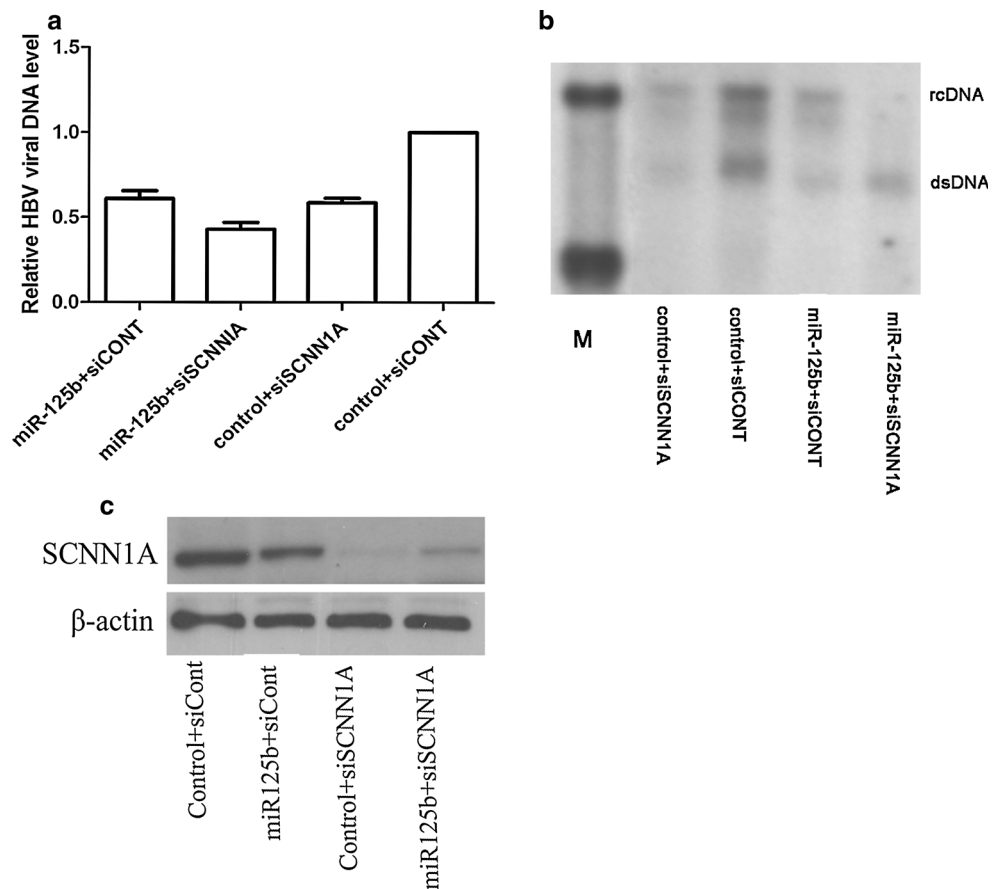 a
Relative HBV viral DNA level
1.5
1.0
0.5
0.0
miR-125b+siCONT
miR-125b+siSCNNIA
control+siSCNN1A
control+siCONT
b
rcDNA
dsDNA
M
control+siSCNN1A
control+siCONT
miR-125b+siCONT
miR-125b+siSCNN1A
c
SCNN1A
β-actin
Control+siCont
miR125b+siCont
Control+siSCNN1A
miR125b+siSCNN1A